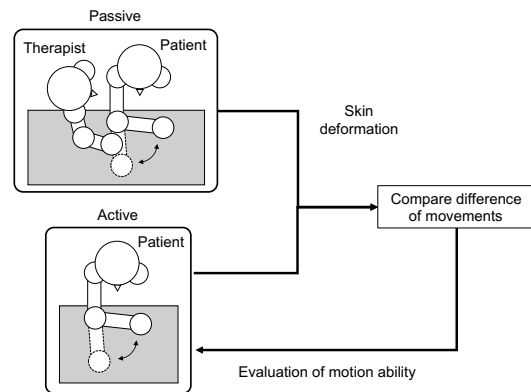 Passive
Therapist
Patient
Skin
deformation
Compare difference
of movements
Active
Patient
Evaluation of motion ability